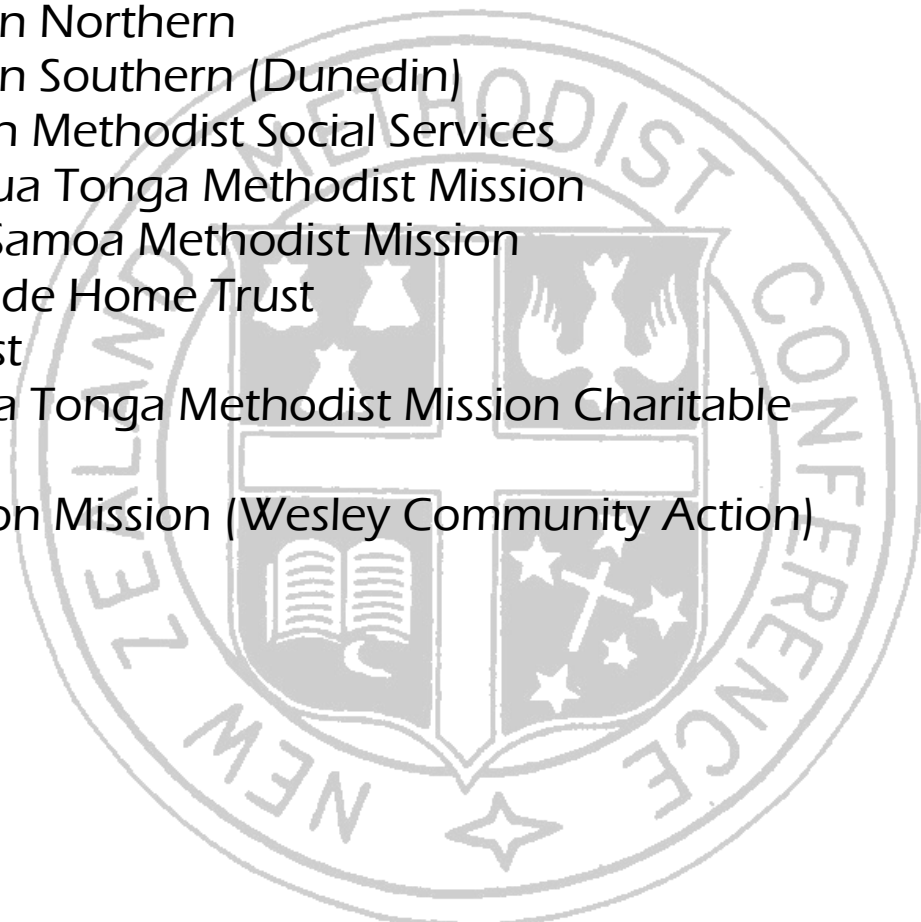 n Northern
n Southern (Dunedin)
n Methodist Social Services
ua Tonga Methodist Mission
Samoa Methodist Mission
de Home Trust
st
a Tonga Methodist Mission Charitable
on Mission (Wesley Community Action)
NEW ZEALAND METHODIST CONFERENCE